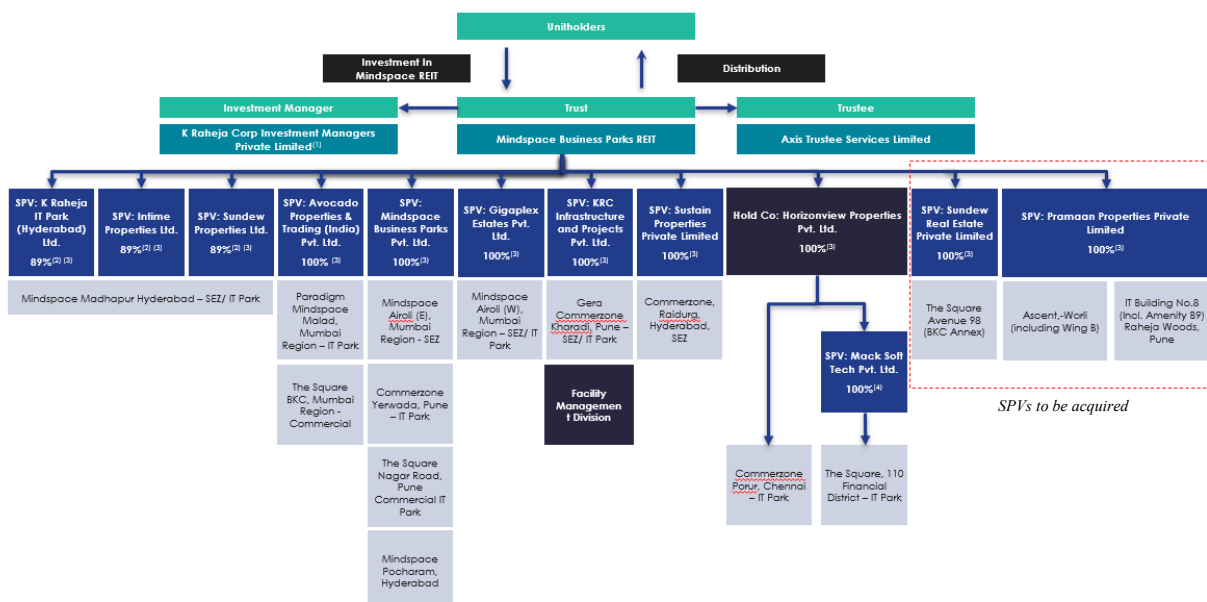 Unitholders
Investment In
Mindspace REIT
Distribution
Investment Manager
Trust
Trustee
K Raheja Corp Investment Managers
Private Limited[1]
Mindspace Business Parks REIT
Axis Trustee Services Limited
SPV: K Raheja
IT Park
(Hyderabad)
Ltd.
89%(2) (3)
SPV: Intime
Properties Ltd.
89%(2) (3)
SPV: Sundew
Properties Ltd.
89%(2) (3)
SPV: Avocado
Properties &
Trading (India)
Pvt. Ltd.
100% (3)
SPV:
Mindspace
Business Parks
Pvt. Ltd.
100%(3)
SPV: Gigaplex
Estates Pvt. Ltd.
100%(3)
SPV: KRC
Infrastructure
and Projects Pvt.
Ltd.
100%(3)
SPV: Sustain
Properties
Private Limited
100%(3)
Hold Co: Horizonview Properties
Pvt. Ltd.
100%(3)
SPV: Sundew
Real Estate
Private Limited
100%(3)
SPV: Pramaan Properties Private
Limited
100%(3)
Mindspace Madhapur Hyderabad – SEZ/ IT Park
Paradigm
Mindspace
Malad,
Mumbai
Region – IT Park
Mindspace
Airoli (E),
Mumbai
Region - SEZ
Mindspace
Airoli (W),
Mumbai
Region – SEZ/ IT
Park
Gera
Commerzone
Kharadi, Pune –
SEZ/ IT Park
Commerzone,
Raidurg,
Hyderabad,
SEZ
The Square
Avenue 98
(BKC Annex)
Ascent,-Worli
(including Wing B)
IT Building No.8
(Incl. Amenity B9)
Raheja Woods,
Pune
SPV: Mack Soft
Tech Pvt. Ltd.
100%(4)
The Square
BKC, Mumbai
Region -
Commercial
Commerzone
Yerwada, Pune
– IT Park
Facility
Managemen
t Division
SPVs to be acquired
The Square
Nagar Road,
Pune
Commercial IT
Park
Commerzone
Porur, Chennai
– IT Park
The Square, 110
Financial
District – IT Park
Mindspace
Pocharam,
Hyderabad